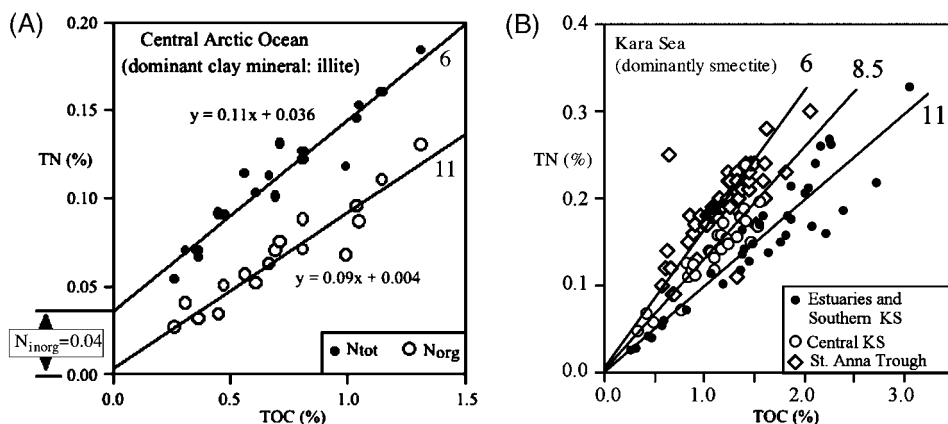 (A)
0.20
0.15
TN (%)
0.10
0.05
0.00
Central Arctic Ocean
(dominant clay mineral: illite)
6
y = 0.11x + 0.036
11
y = 0.09x + 0.004
Ninorg=0.04
Ntot Norg
0.0 0.5 1.0 1.5
TOC (%)
(B)
0.4
0.3
TN (%)
0.2
0.1
0.0
Kara Sea
(dominantly smectite)
6
8.5
11
Estuaries and
Southern KS
Central KS
St. Anna Trough
0.0 1.0 2.0 3.0
TOC (%)